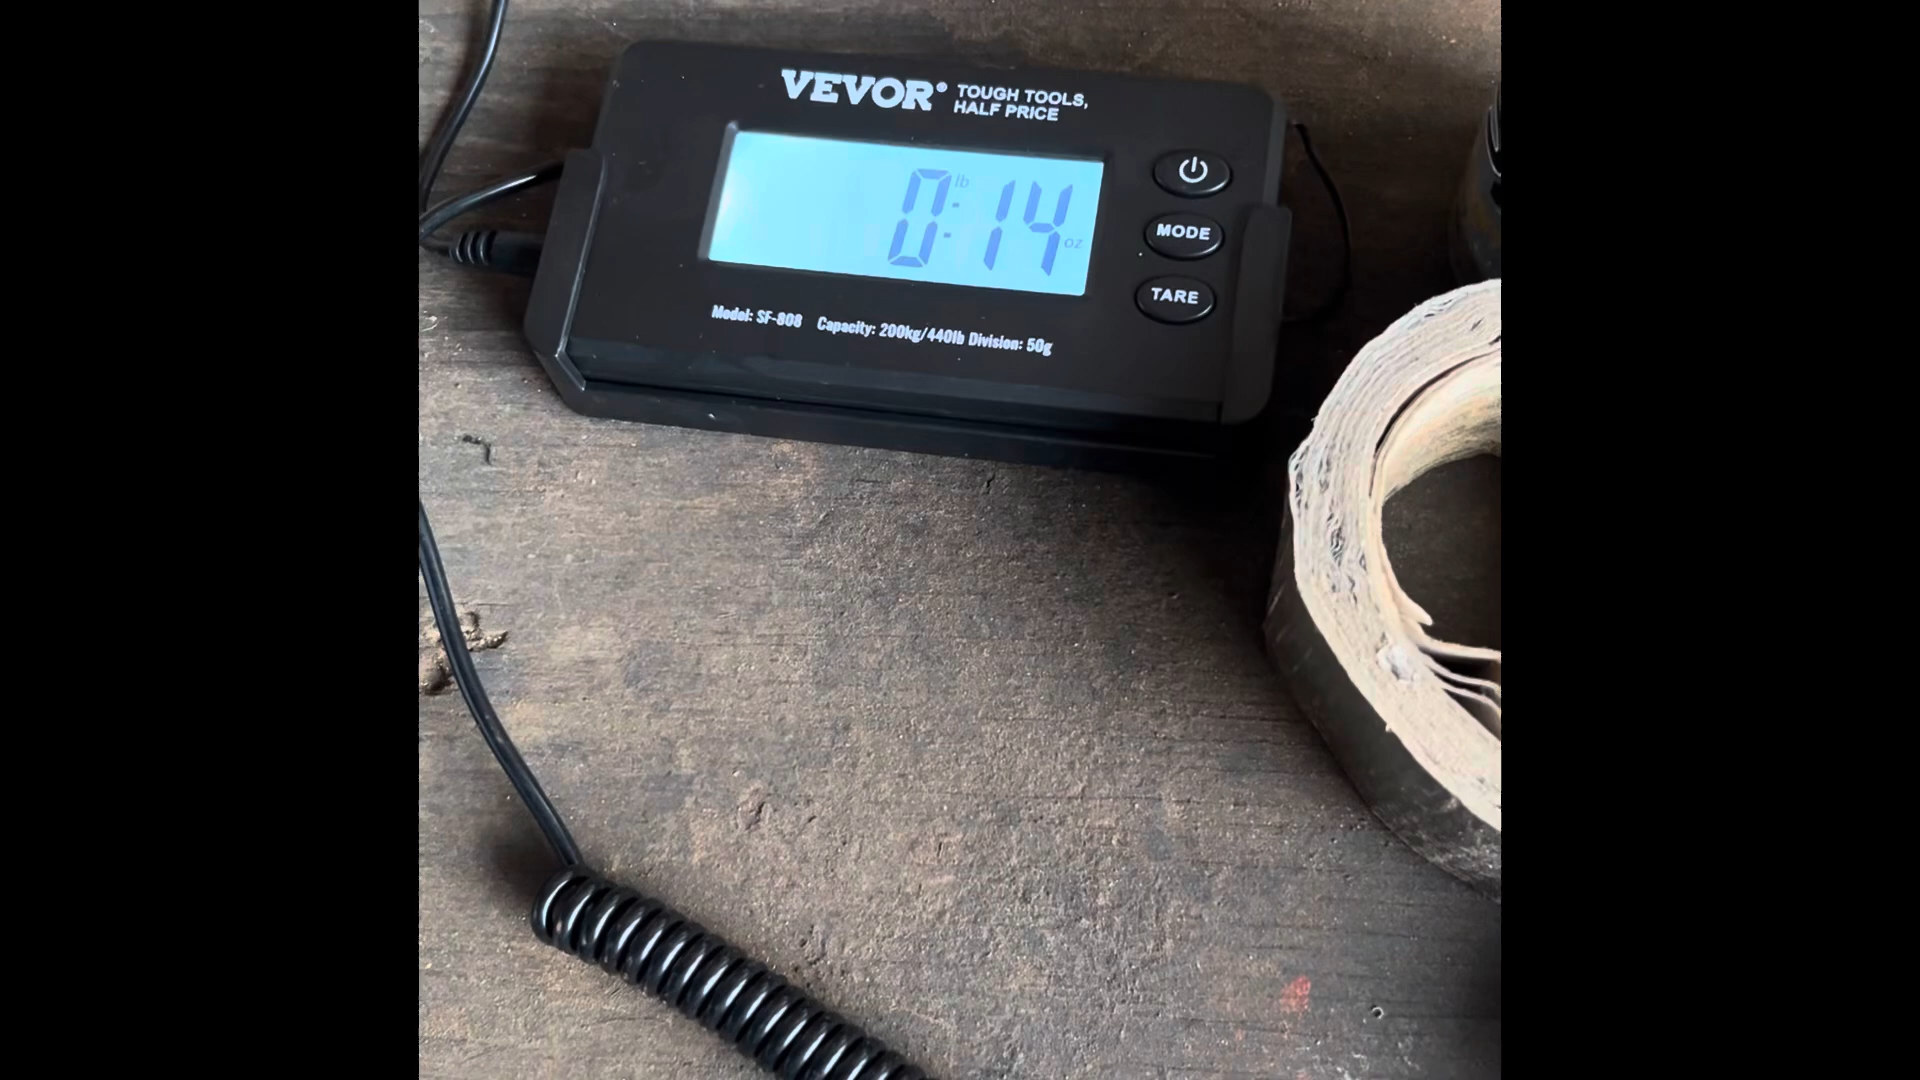 VEVOR® TOUGH TOOLS,
HALF PRICE
0:14
lb
oz
MODE
TARE
Model: SF-808 Capacity: 200kg/440lb Division: 50g